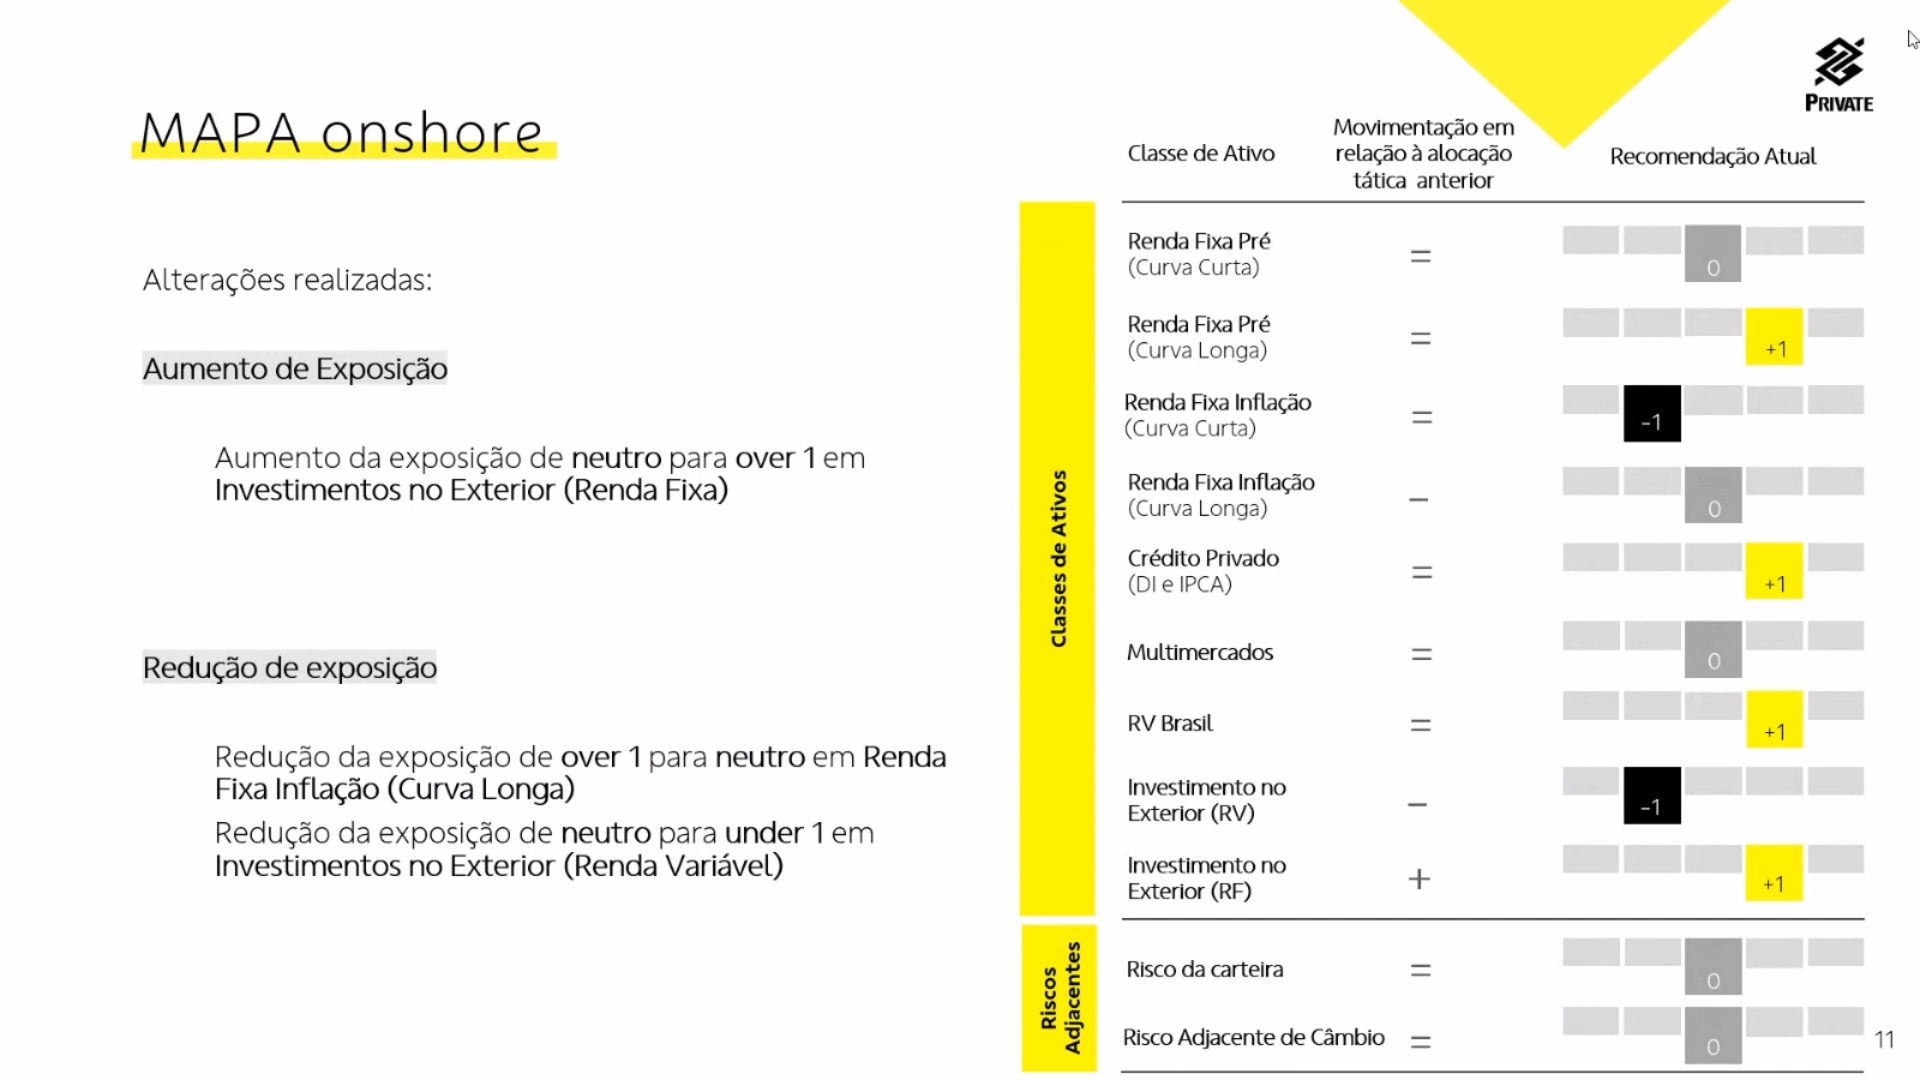 PRIVATE
MAPA onshore
Alterações realizadas:
Aumento de Exposição
Aumento da exposição de neutro para over 1 em
Investimentos no Exterior (Renda Fixa)
Redução de exposição
Redução da exposição de over 1 para neutro em Renda
Fixa Inflação (Curva Longa)
Redução da exposição de neutro para under 1 em
Investimentos no Exterior (Renda Variável)
Classe de Ativo
Movimentação em
relação à alocação
tática anterior
Recomendação Atual
Classes de Ativos
Renda Fixa Pré
(Curva Curta)
=
0
Renda Fixa Pré
(Curva Longa)
=
+1
Renda Fixa Inflação
(Curva Curta)
=
-1
Renda Fixa Inflação
(Curva Longa)
–
0
Crédito Privado
(DI e IPCA)
=
+1
Multimercados
=
0
RV Brasil
=
+1
Investimento no
Exterior (RV)
–
-1
Investimento no
Exterior (RF)
+
+1
Riscos
Adjacentes
Risco da carteira
=
0
Risco Adjacente de Câmbio
=
0
11